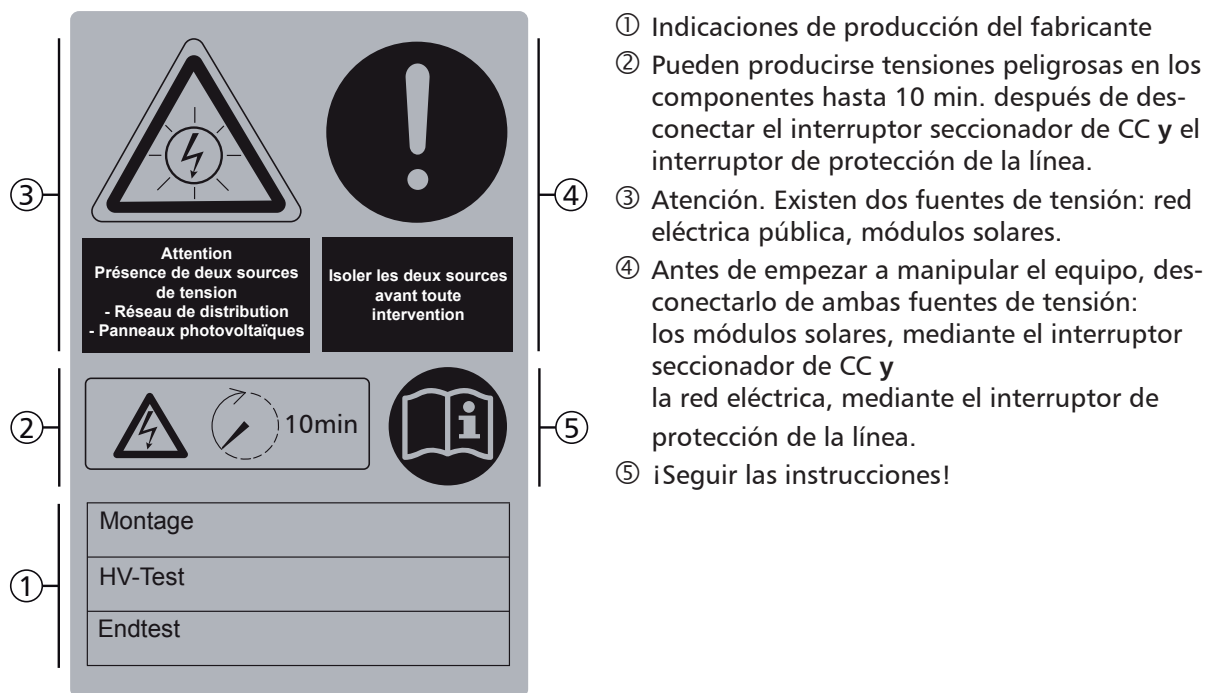 ③
④
Attention
Présence de deux sources
de tension
- Réseau de distribution
- Panneaux photovoltaïques
Isoler les deux sources
avant toute
intervention
②
10min
⑤
①
Montage
HV-Test
Endtest
① Indicaciones de producción del fabricante
② Pueden producirse tensiones peligrosas en los
componentes hasta 10 min. después de des-
conectar el interruptor seccionador de CC y el
interruptor de protección de la línea.
③ Atención. Existen dos fuentes de tensión: red
eléctrica pública, módulos solares.
④ Antes de empezar a manipular el equipo, des-
conectarlo de ambas fuentes de tensión:
los módulos solares, mediante el interruptor
seccionador de CC y
la red eléctrica, mediante el interruptor de
protección de la línea.
⑤ ¡Seguir las instrucciones!